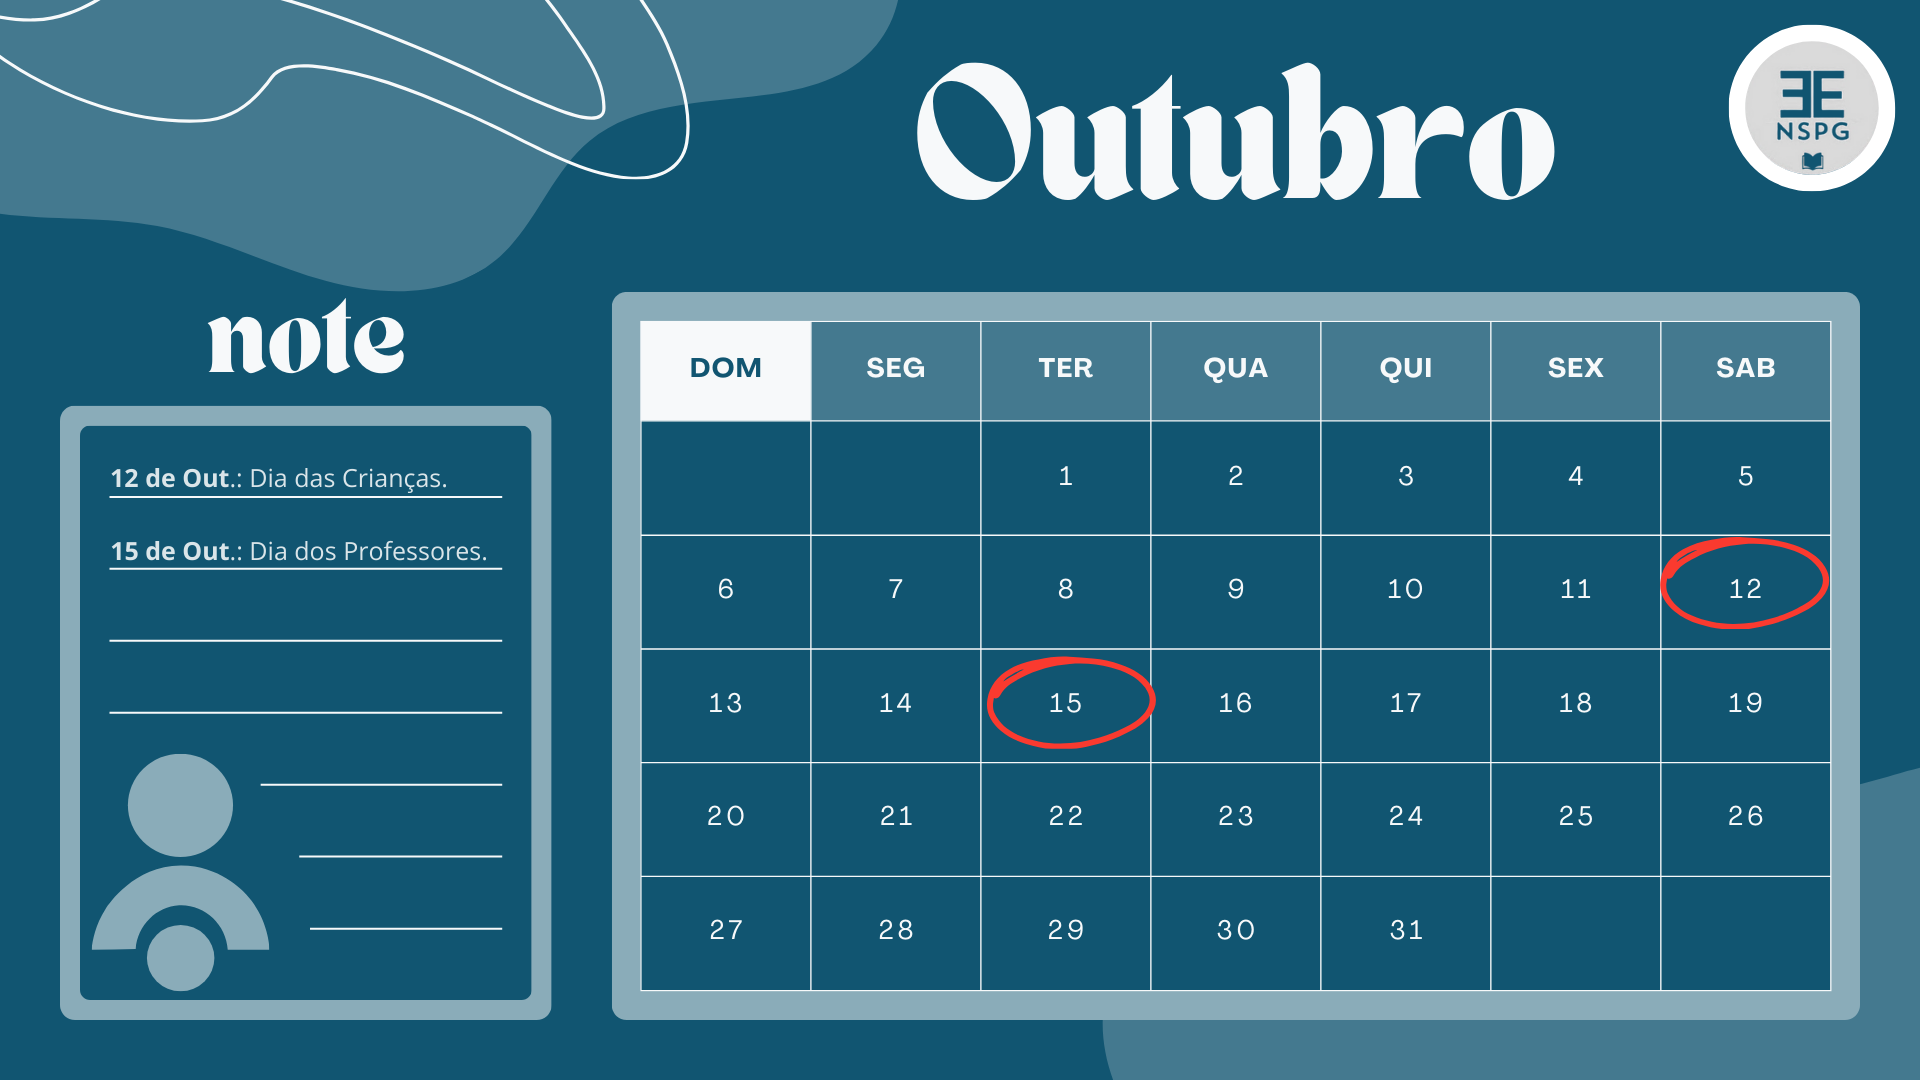 Outubro
ƎE
NSPG
note
12 de Out.: Dia das Crianças.
15 de Out.: Dia dos Professores.
DOM SEG TER QUA QUI SEX SAB
1 2 3 4 5
6 7 8 9 10 11 12
13 14 15 16 17 18 19
20 21 22 23 24 25 26
27 28 29 30 31